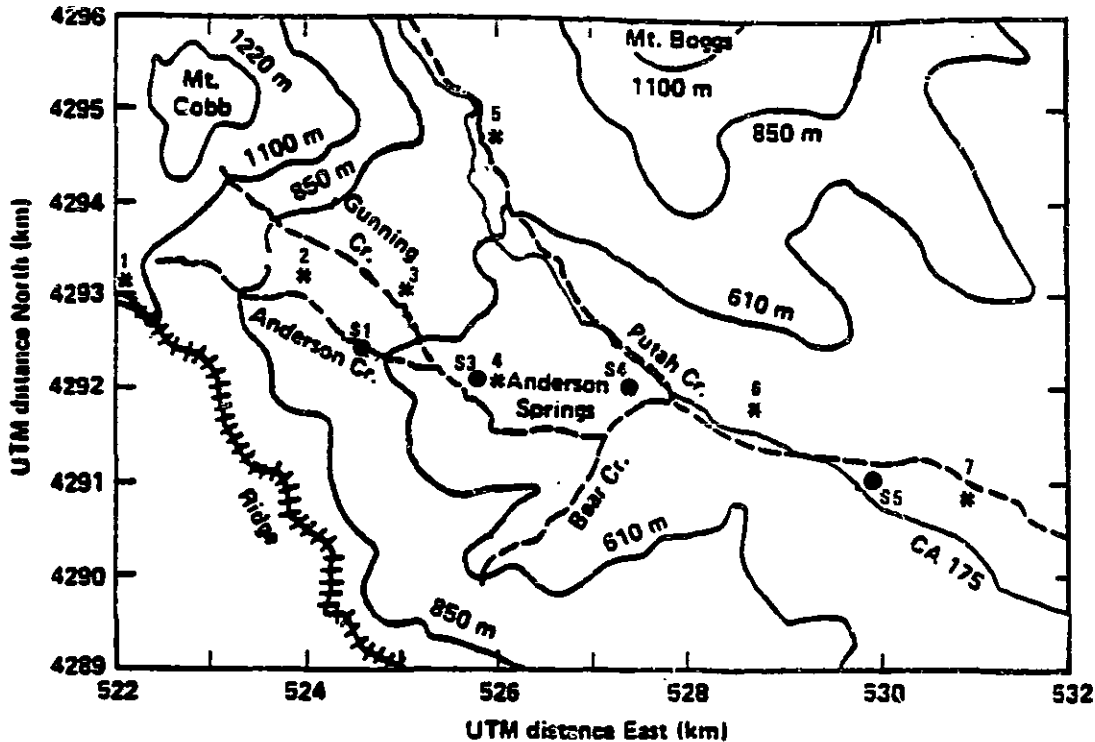 4296
4295
4294
4293
4292
4291
4290
4289
UTM distance North (km)
1220 m
Mt.
Cobb
1100 m
850 m
Gunning
Cr.
Mt. Boggs
1100 m
850 m
5
1
2
3
610 m
Anderson Cr.
S1
S3
4
Anderson
Springs
S4
Putah Cr.
6
7
S5
Ridge
Bear Cr.
610 m
CA 175
850 m
522
524
526
528
530
532
UTM distance East (km)